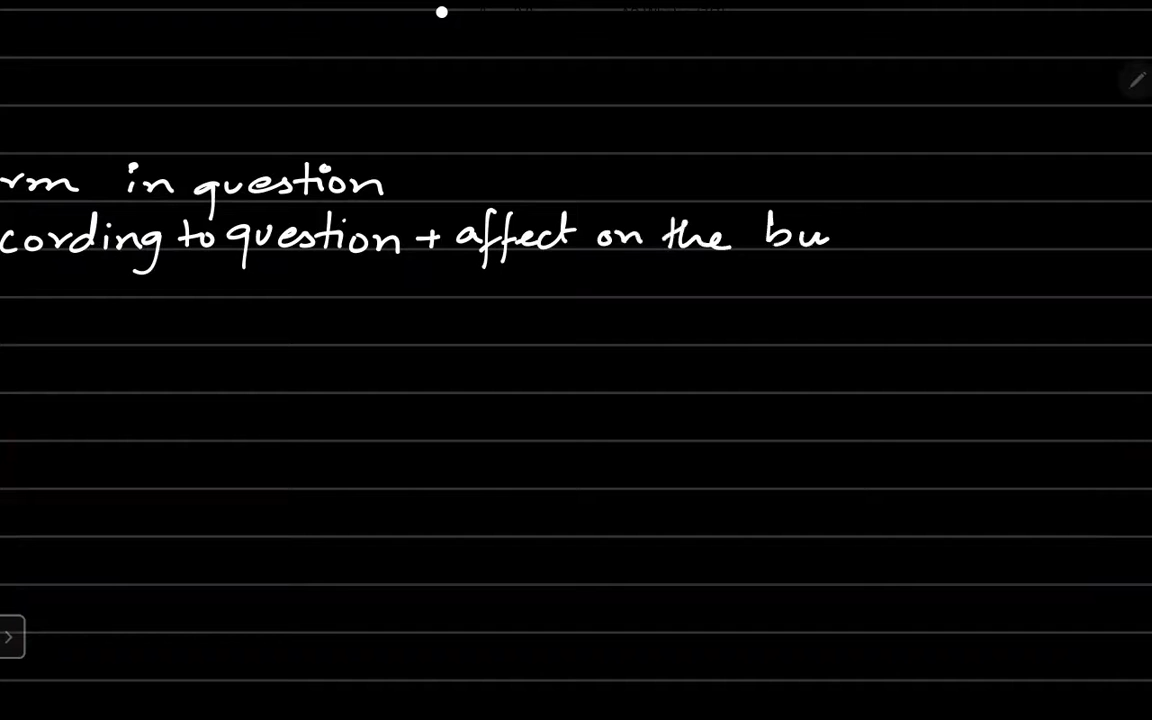 rm in question
cording to question + affect on the bu